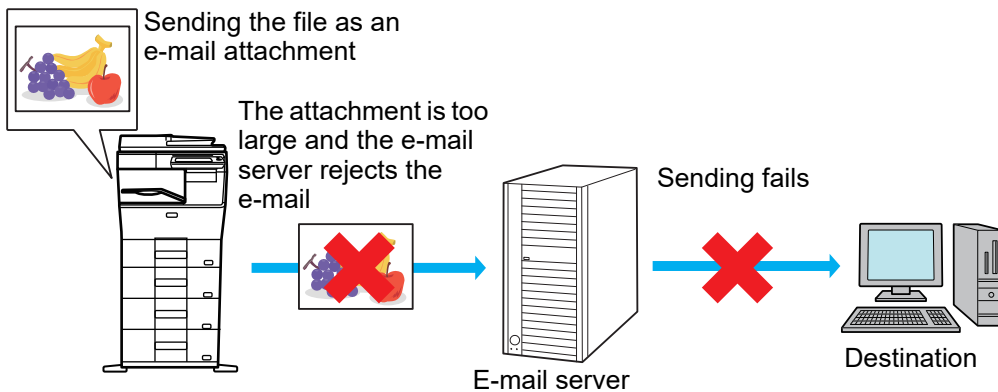 Sending the file as an
e-mail attachment
The attachment is too
large and the e-mail
server rejects the
e-mail
Sending fails
E-mail server
Destination